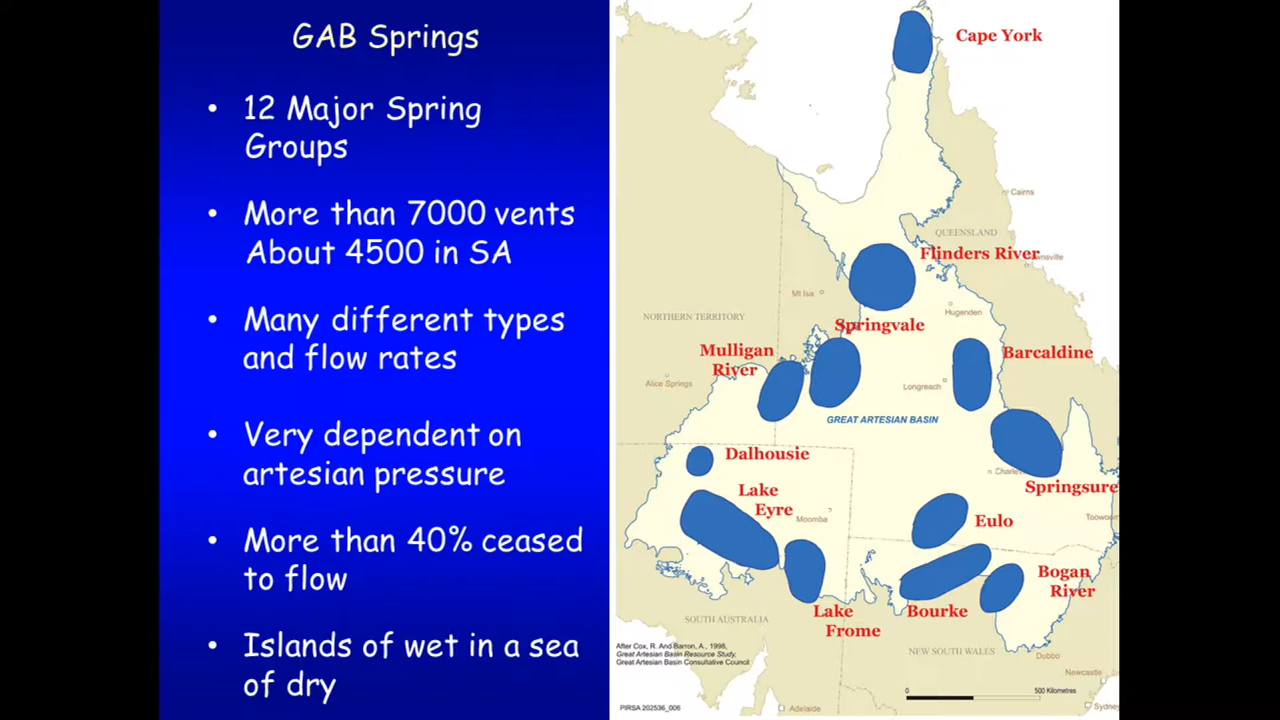 GAB Springs
• 12 Major Spring
Groups
• More than 7000 vents
About 4500 in SA
• Many different types
and flow rates
• Very dependent on
artesian pressure
• More than 40% ceased
to flow
• Islands of wet in a sea
of dry
Cape York
Cairns
QUEENSLAND
Flinders River
ownsville
Mt Isa
Hugenden
NORTHERN TERRITORY
Springvale
Mulligan
River
Barcaldine
Alice Springs
Longreach
GREAT ARTESIAN BASIN
Dalhousie
Charlev
Springsure
Lake
Eyre
Moomba
Eulo
Toowoom
Bogan
River
Lake
Frome
Bourke
SOUTH AUSTRALIA
NEW SOUTH WALES
Dubbo
Newcastle
After Cox, R. And Barron, A., 1998,
Great Artesian Basin Resource Study,
Great Artesian Basin Consultative Council
0
500 Kilometres
PIRSA 202536_006
Adelaide
Sydney